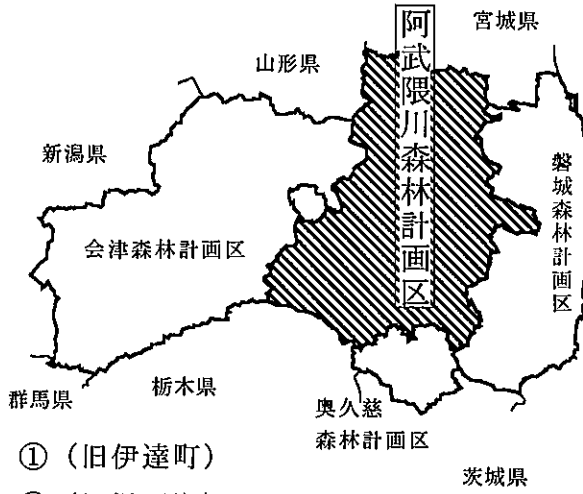 宮城県
山形県
阿武隈川森林計画区
新潟県
磐城森林計画区
会津森林計画区
栃木県
群馬県
奥久慈
森林計画区
① (旧伊達町)
茨城県